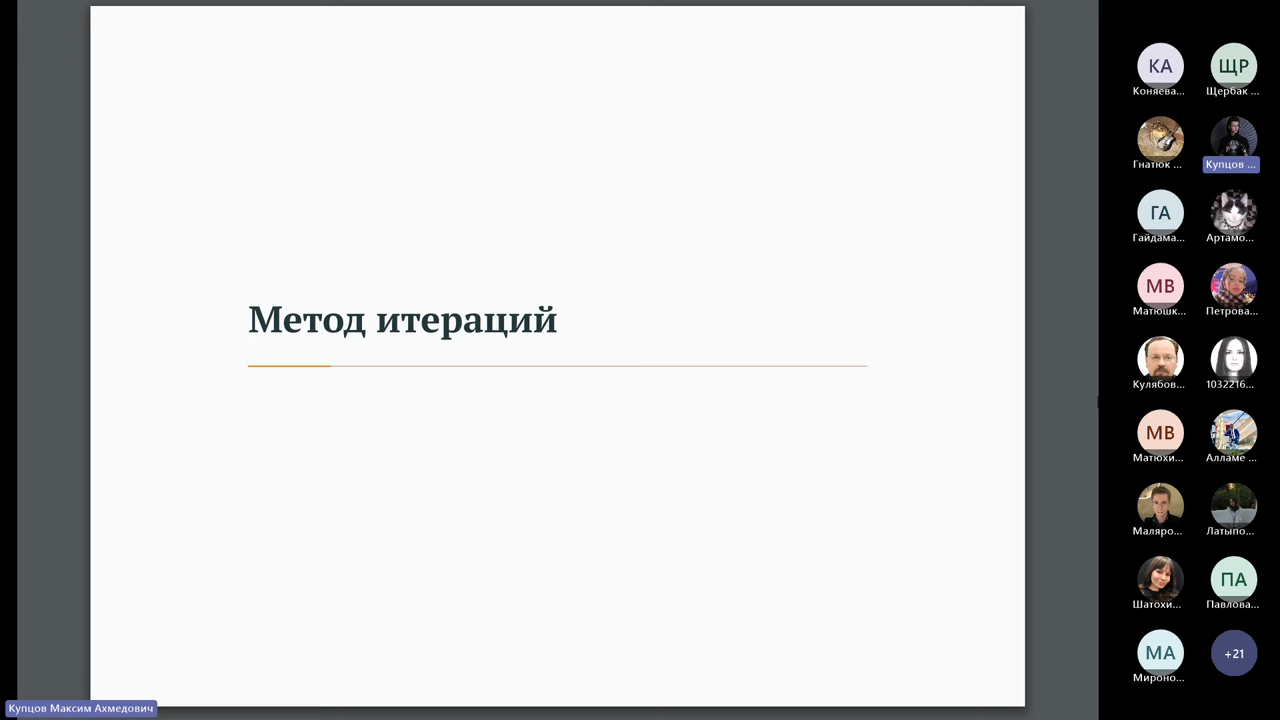 Метод итераций
КА
ЩР
Коняева...
Щербак ...
Гнатюк ...
Купцов ...
ГА
Гайдама...
Артамо...
МВ
Матюшк...
Петрова...
Кулябов...
1032216...
МВ
Матюхи...
Алламе ...
Маляро...
Латыпо...
ПА
Шатохи...
Павлова...
МА
+21
Мироно...
Купцов Максим Ахмедович